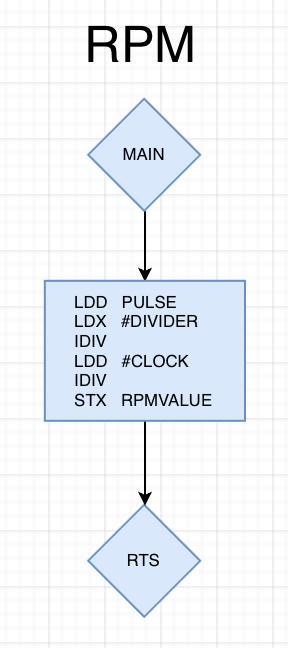 RPM
MAIN
LDD PULSE
LDX #DIVIDER
IDIV
LDD #CLOCK
IDIV
STX RPMVALUE
RTS